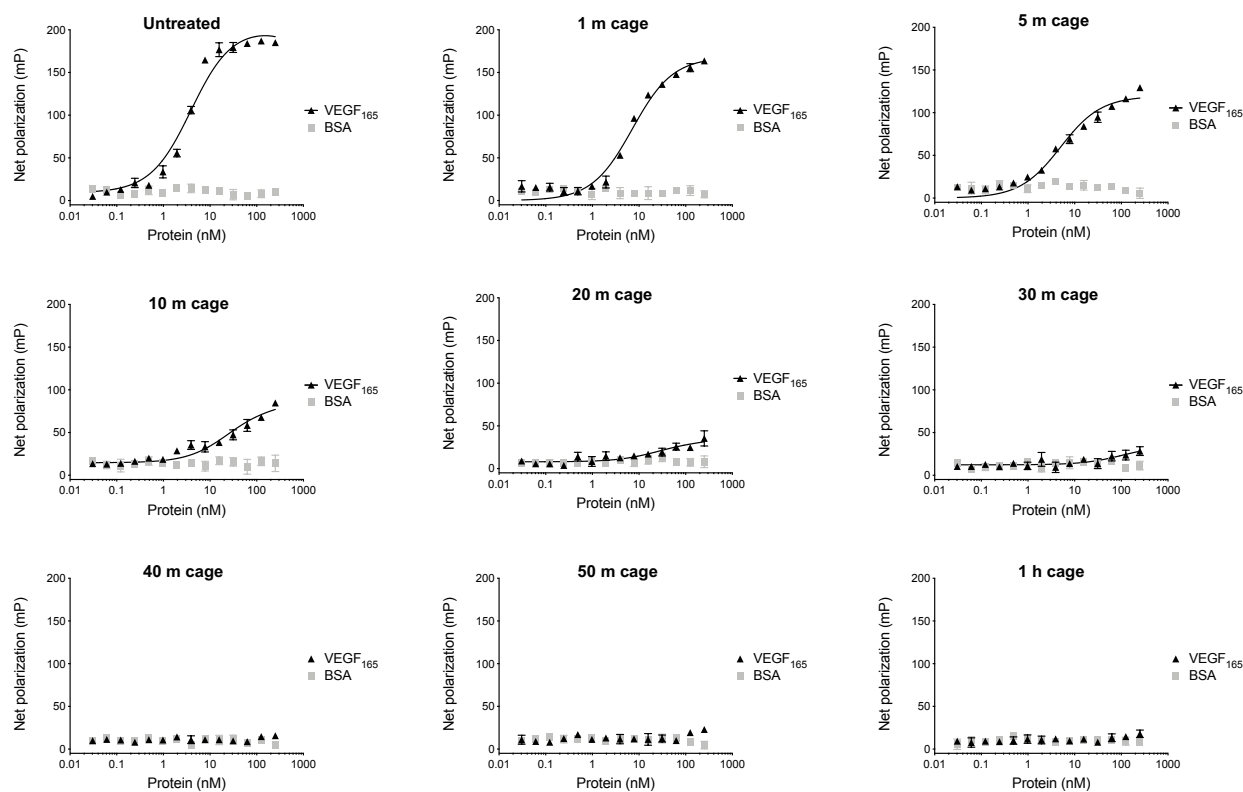 Untreated
200
150
100
50
0
Net polarization (mP)
0.01 0.1 1 10 100 1000
Protein (nM)
VEGF165
BSA
1 m cage
200
150
100
50
0
Net polarization (mP)
0.01 0.1 1 10 100 1000
Protein (nM)
VEGF165
BSA
5 m cage
200
150
100
50
0
Net polarization (mP)
0.01 0.1 1 10 100 1000
Protein (nM)
VEGF165
BSA
10 m cage
200
150
100
50
0
Net polarization (mP)
0.01 0.1 1 10 100 1000
Protein (nM)
VEGF165
BSA
20 m cage
200
150
100
50
0
Net polarization (mP)
0.01 0.1 1 10 100 1000
Protein (nM)
VEGF165
BSA
30 m cage
200
150
100
50
0
Net polarization (mP)
0.01 0.1 1 10 100 1000
Protein (nM)
VEGF165
BSA
40 m cage
200
150
100
50
0
Net polarization (mP)
0.01 0.1 1 10 100 1000
Protein (nM)
VEGF165
BSA
50 m cage
200
150
100
50
0
Net polarization (mP)
0.01 0.1 1 10 100 1000
Protein (nM)
VEGF165
BSA
1 h cage
200
150
100
50
0
Net polarization (mP)
0.01 0.1 1 10 100 1000
Protein (nM)
VEGF165
BSA